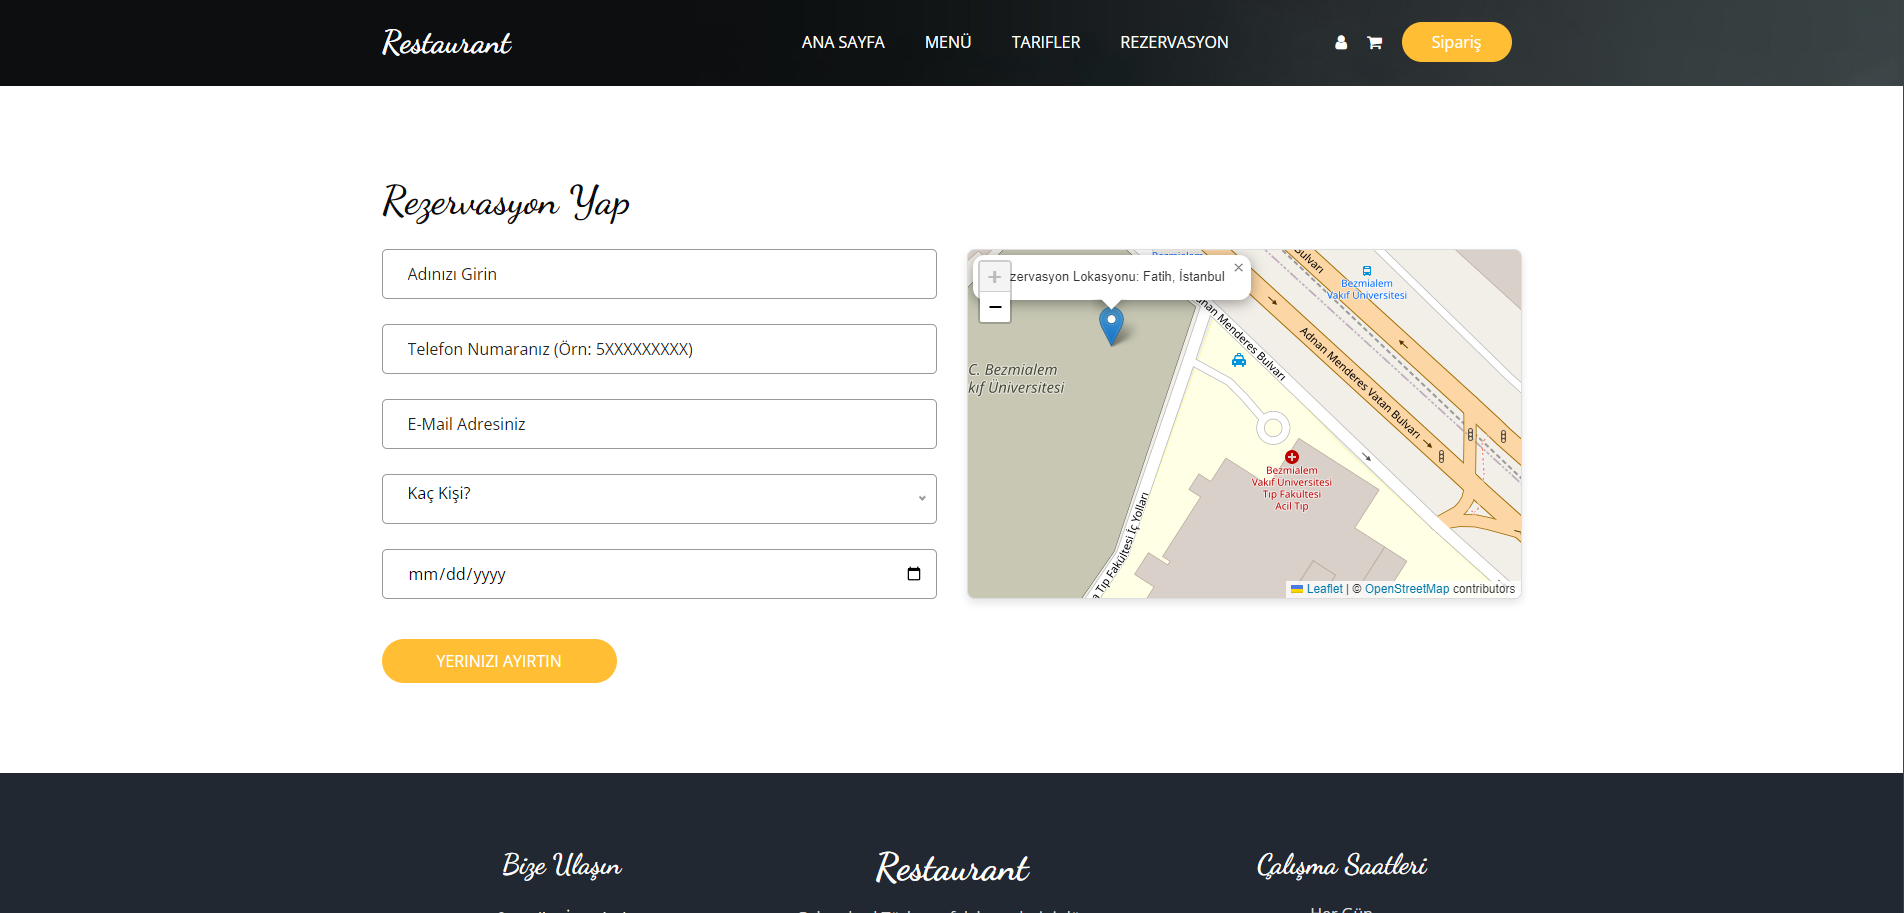 Restaurant
ANA SAYFA
MENÜ
TARIFLER
REZERVASYON
Sipariş
Rezervasyon Yap
Adınızı Girin
Telefon Numaranız (Örn: 5XXXXXXXXX)
E-Mail Adresiniz
Kaç Kişi?
mm/dd/yyyy
YERINIZI AYIRTIN
+
−
zervasyon Lokasyonu: Fatih, İstanbul
×
Bezmialem
Bulvarı
Bezmialem
Vakıf Üniversitesi
nan Menderes Bulvarı
Adnan Menderes Vatan Bulvarı
C. Bezmialem
kıf Üniversitesi
Bezmialem
Vakıf Üniversitesi
Tıp Fakültesi
Acil Tıp
a Tıp Fakültesi İç Yolları
Leaflet | © OpenStreetMap contributors
Bize Ulaşın
Restaurant
Çalışma Saatleri
Her Gün